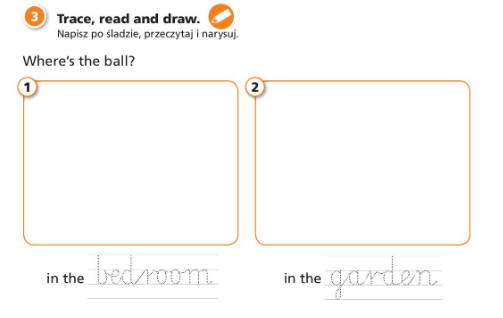 3 Trace, read and draw.
Napisz po śladzie, przeczytaj i narysuj.
Where's the ball?
1 2
in the bedroom in the garden